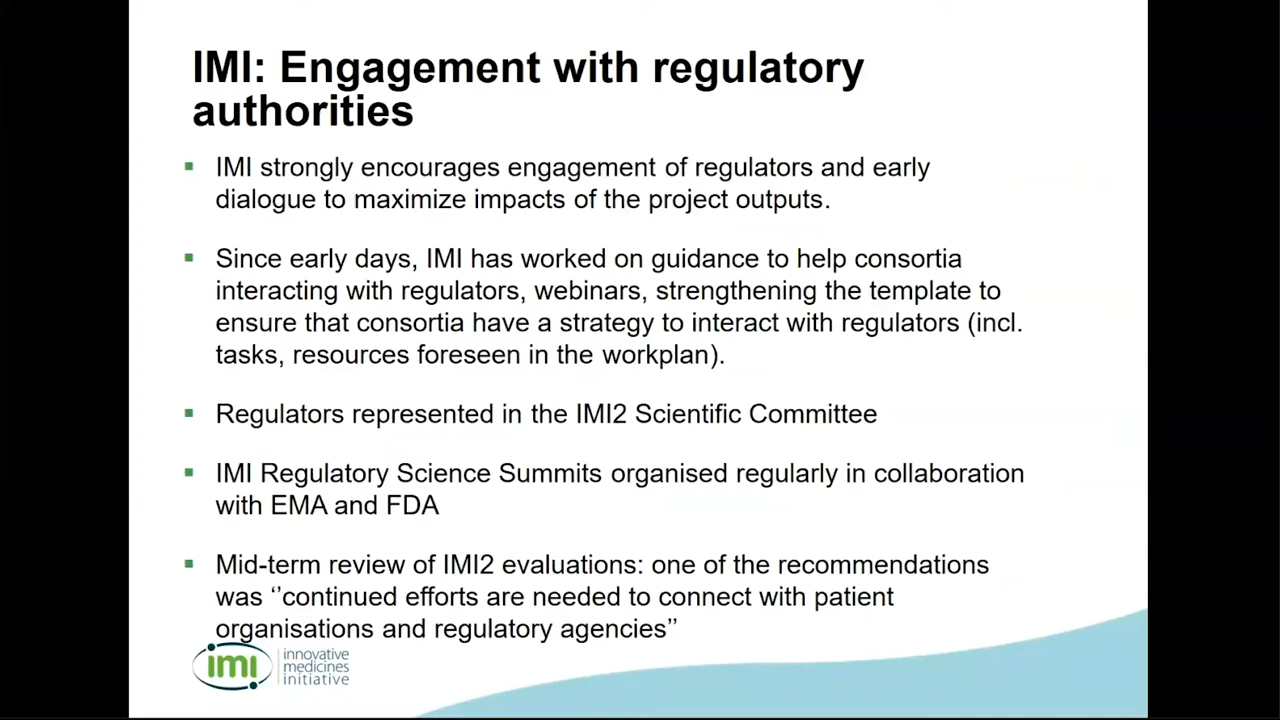 IMI: Engagement with regulatory
authorities
IMI strongly encourages engagement of regulators and early
dialogue to maximize impacts of the project outputs.
Since early days, IMI has worked on guidance to help consortia
interacting with regulators, webinars, strengthening the template to
ensure that consortia have a strategy to interact with regulators (incl.
tasks, resources foreseen in the workplan).
Regulators represented in the IMI2 Scientific Committee
IMI Regulatory Science Summits organised regularly in collaboration
with EMA and FDA
Mid-term review of IMI2 evaluations: one of the recommendations
was ‘’continued efforts are needed to connect with patient
organisations and regulatory agencies’’
imi
innovative
medicines
initiative